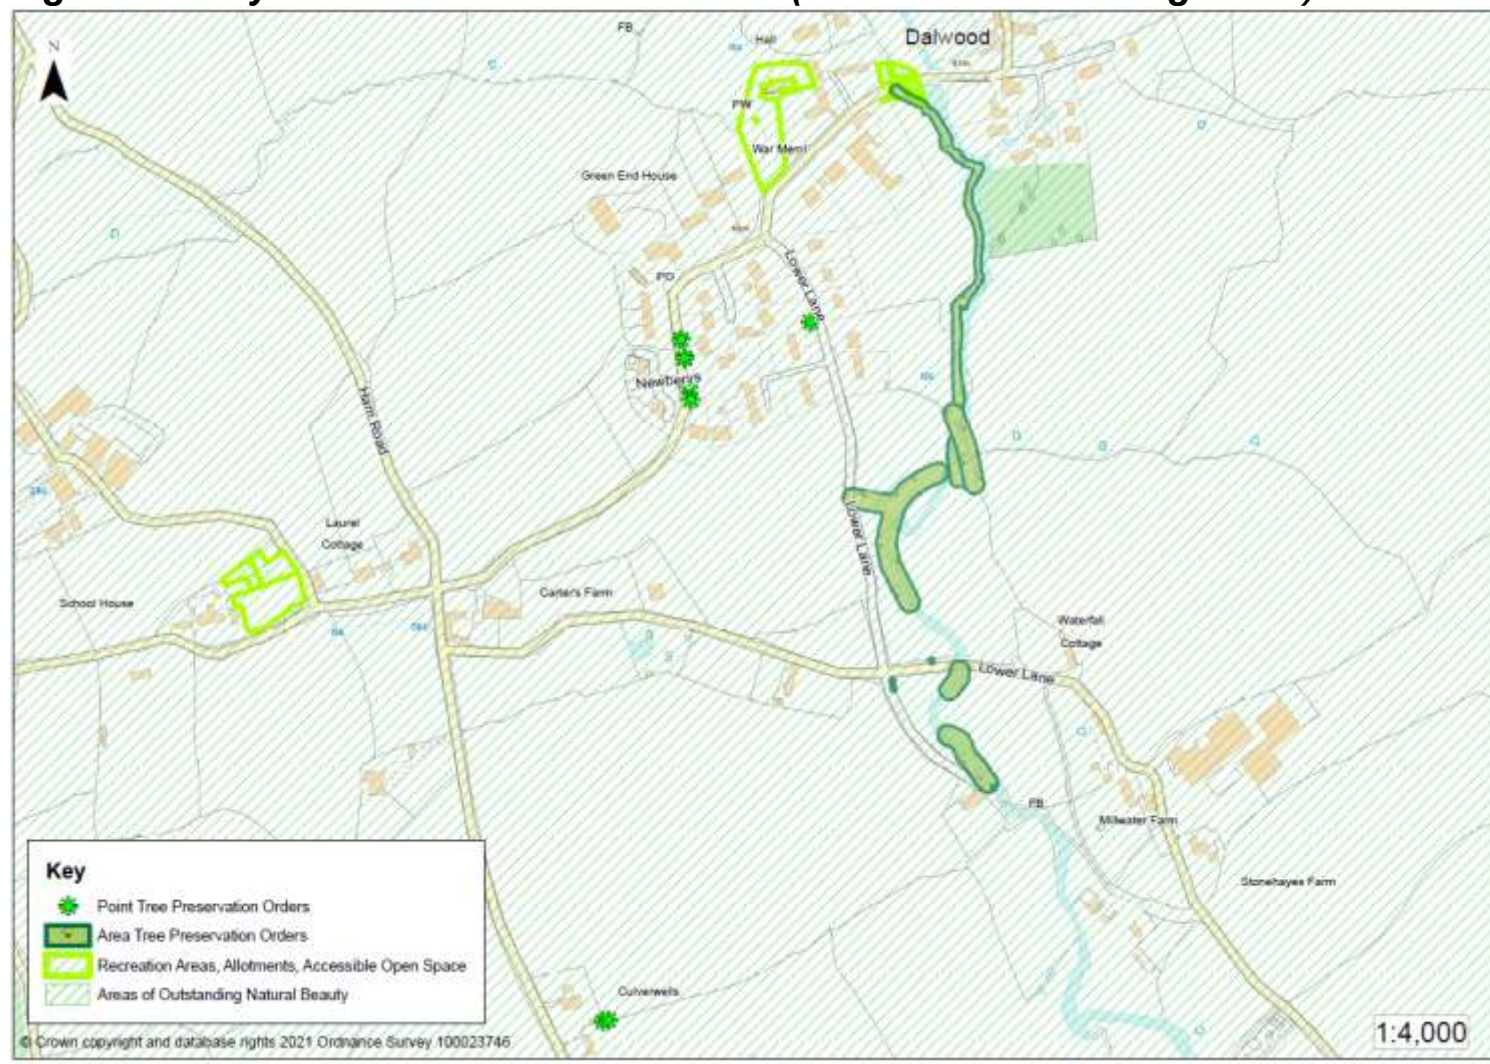 N
FB
Hall
Dalwood
PW
War Meml
Green End House
Lower Lane
PO
Newberys
Ham Road
Laurel
Cottage
Lower Lane
School House
Carter's Farm
Waterfall
Cottage
Lower Lane
FB
Millwater Farm
Stonehayes Farm
Key
Point Tree Preservation Orders
Area Tree Preservation Orders
Recreation Areas, Allotments, Accessible Open Space
Areas of Outstanding Natural Beauty
Culverwells
© Crown copyright and database rights 2021 Ordnance Survey 100023746
1:4,000